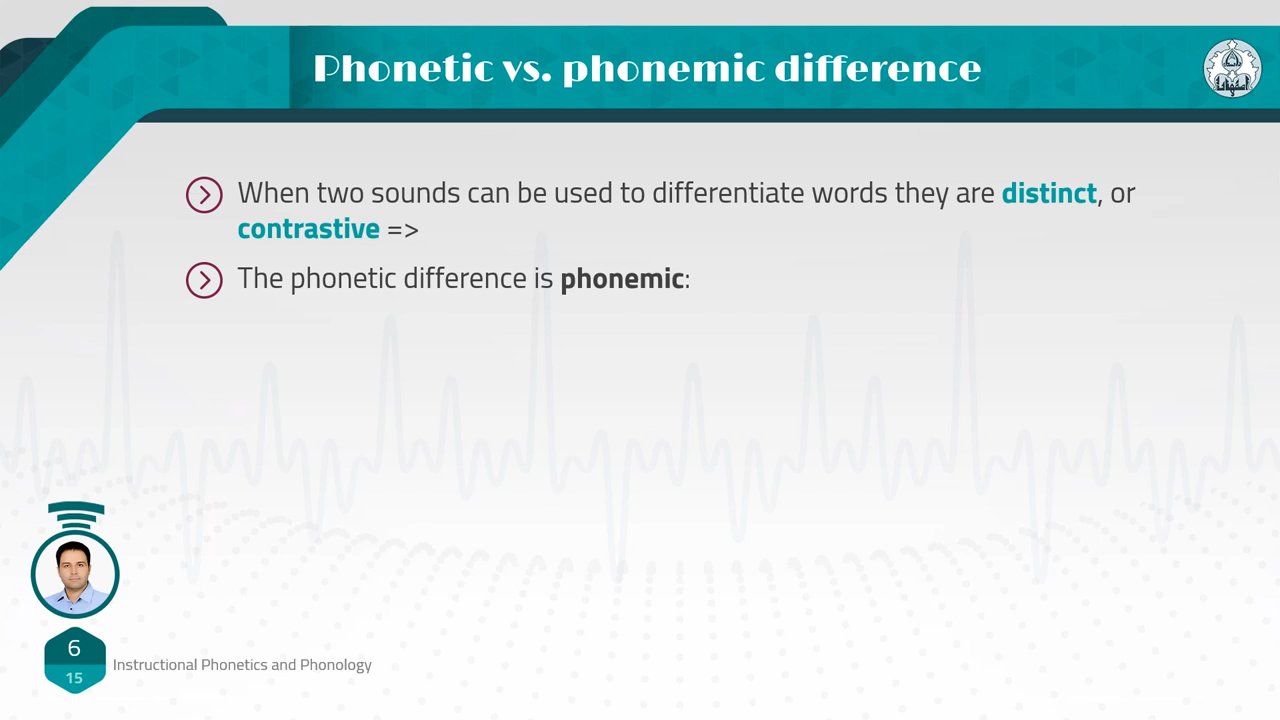 Phonetic vs. phonemic difference
When two sounds can be used to differentiate words they are distinct, or
contrastive =>
The phonetic difference is phonemic:
6
15
Instructional Phonetics and Phonology